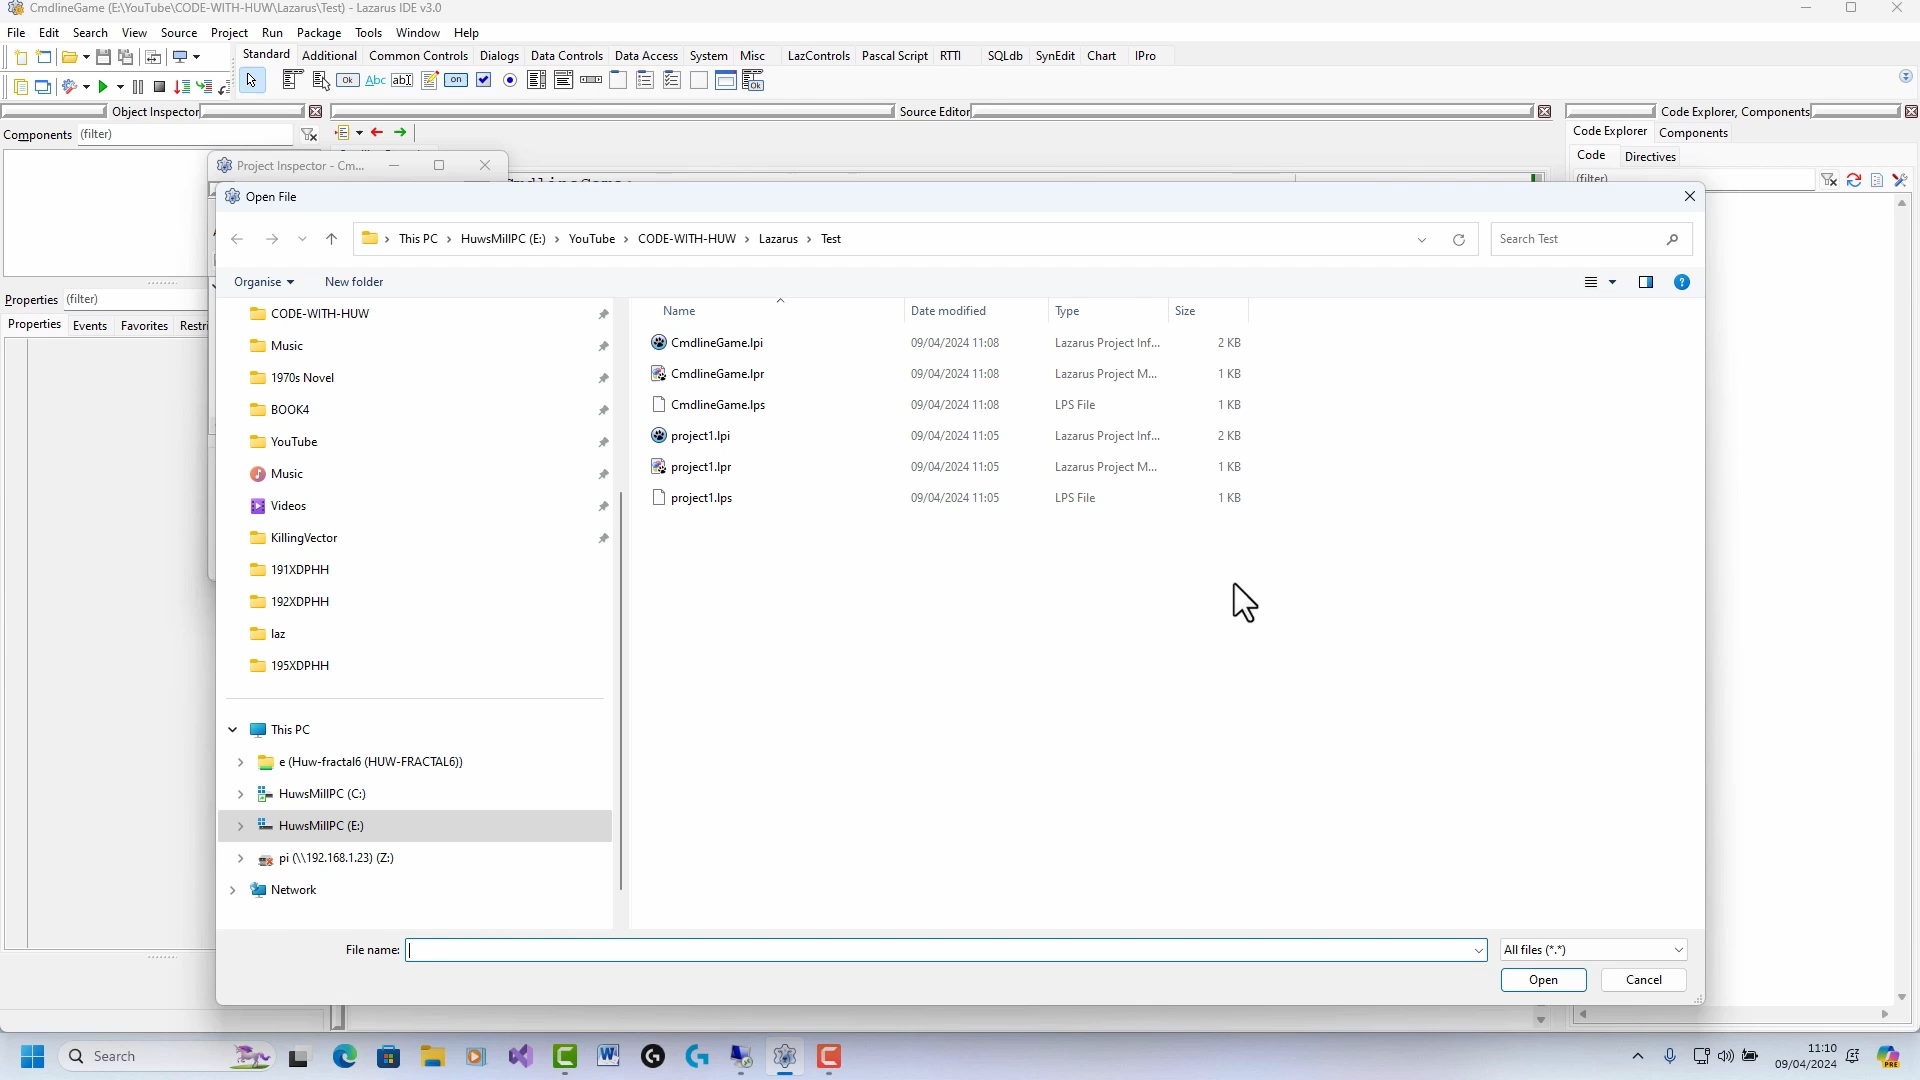 CmdlineGame (E:\YouTube\CODE-WITH-HUW\Lazarus\Test) - Lazarus IDE v3.0
File Edit Search View Source Project Run Package Tools Window Help
Standard Additional Common Controls Dialogs Data Controls Data Access System Misc LazControls Pascal Script RTTI SQLdb SynEdit Chart IPro
Ok Abc ab on Ok
Object Inspector Source Editor Code Explorer, Components
Components (filter) Code Explorer Components
Project Inspector - Cm... Code Directives
(filter)
Open File
This PC > HuwsMillPC (E:) > YouTube > CODE-WITH-HUW > Lazarus > Test
Search Test
Organise New folder
Properties (filter)
Properties Events Favorites Restri
Name Date modified Type Size
CODE-WITH-HUW
Music
1970s Novel
BOOK4
YouTube
Music
Videos
KillingVector
191XDPHH
192XDPHH
laz
195XDPHH
CmdlineGame.lpi 09/04/2024 11:08 Lazarus Project Inf... 2 KB
CmdlineGame.lpr 09/04/2024 11:08 Lazarus Project M... 1 KB
CmdlineGame.lps 09/04/2024 11:08 LPS File 1 KB
project1.lpi 09/04/2024 11:05 Lazarus Project Inf... 2 KB
project1.lpr 09/04/2024 11:05 Lazarus Project M... 1 KB
project1.lps 09/04/2024 11:05 LPS File 1 KB
This PC
e (Huw-fractal6 (HUW-FRACTAL6))
HuwsMillPC (C:)
HuwsMillPC (E:)
pi (\\192.168.1.23) (Z:)
Network
File name: All files (*.*)
Open Cancel
Search
11:10
09/04/2024
PRE